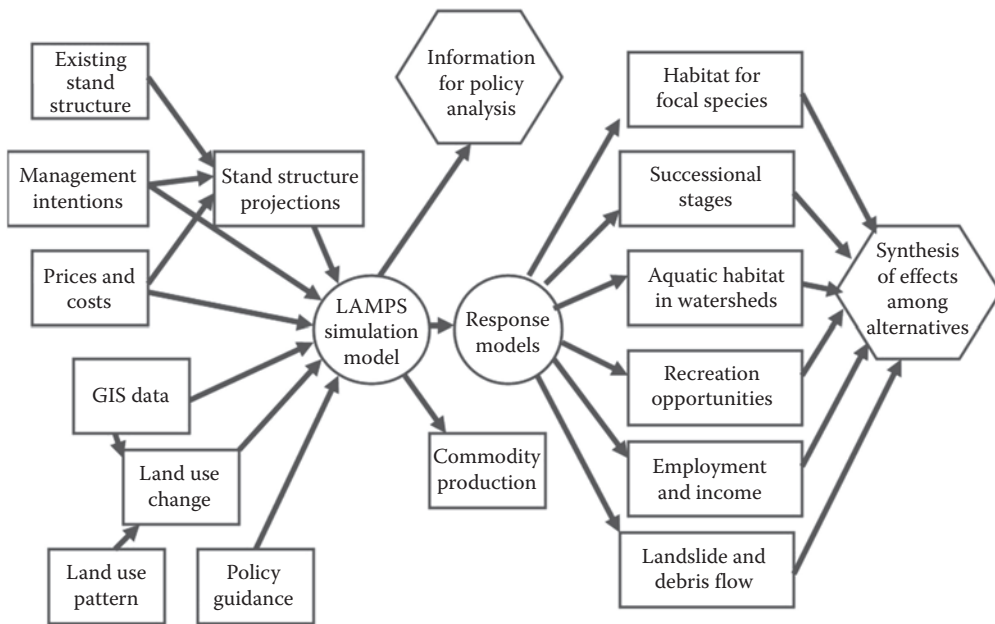 Existing
stand
structure
Management
intentions
Prices and
costs
Stand structure
projections
GIS data
Land use
change
Land use
pattern
Policy
guidance
LAMPS
simulation
model
Information
for policy
analysis
Commodity
production
Response
models
Habitat for
focal species
Successional
stages
Aquatic habitat
in watersheds
Recreation
opportunities
Employment
and income
Landslide and
debris flow
Synthesis
of effects
among
alternatives